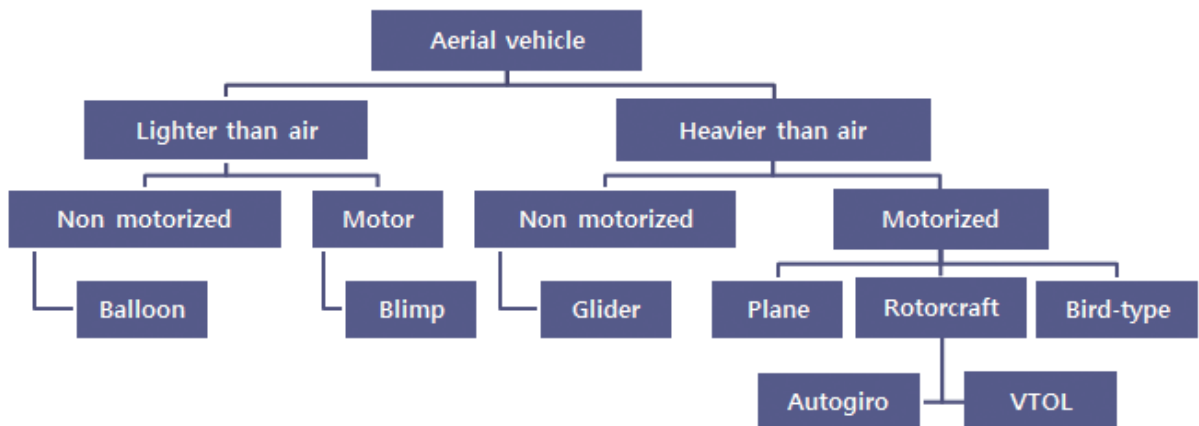 Aerial vehicle
Lighter than air
Heavier than air
Non motorized
Motor
Non motorized
Motorized
Balloon
Blimp
Glider
Plane
Rotorcraft
Bird-type
Autogiro
VTOL